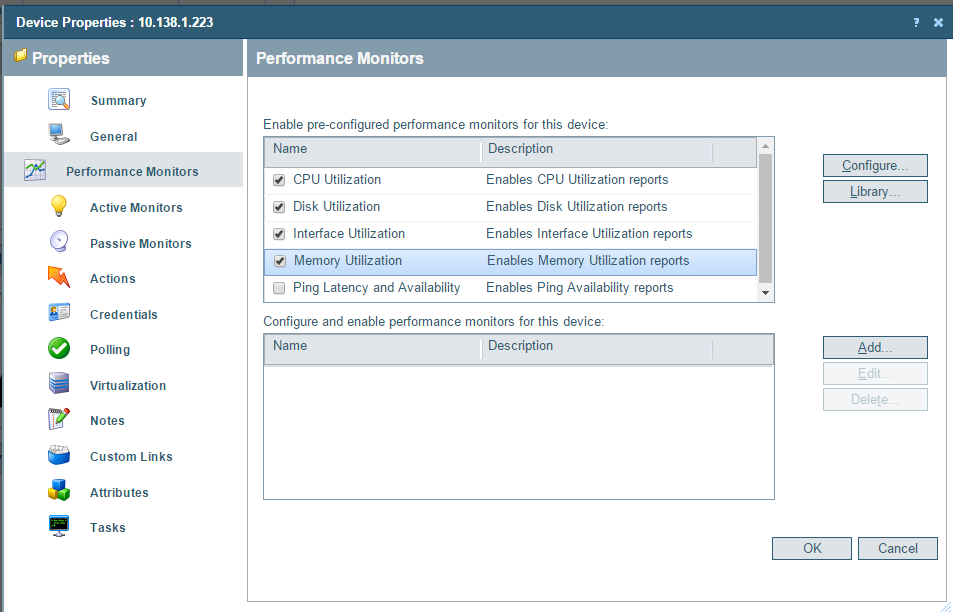 Device Properties : 10.138.1.223
? ×
Properties
Summary
General
Performance Monitors
Active Monitors
Passive Monitors
Actions
Credentials
Polling
Virtualization
Notes
Custom Links
Attributes
Tasks
Performance Monitors
Enable pre-configured performance monitors for this device:
Name Description
CPU Utilization Enables CPU Utilization reports
Disk Utilization Enables Disk Utilization reports
Interface Utilization Enables Interface Utilization reports
Memory Utilization Enables Memory Utilization reports
Ping Latency and Availability Enables Ping Availability reports
Configure...
Library...
Configure and enable performance monitors for this device:
Name Description
Add...
Edit...
Delete...
OK Cancel